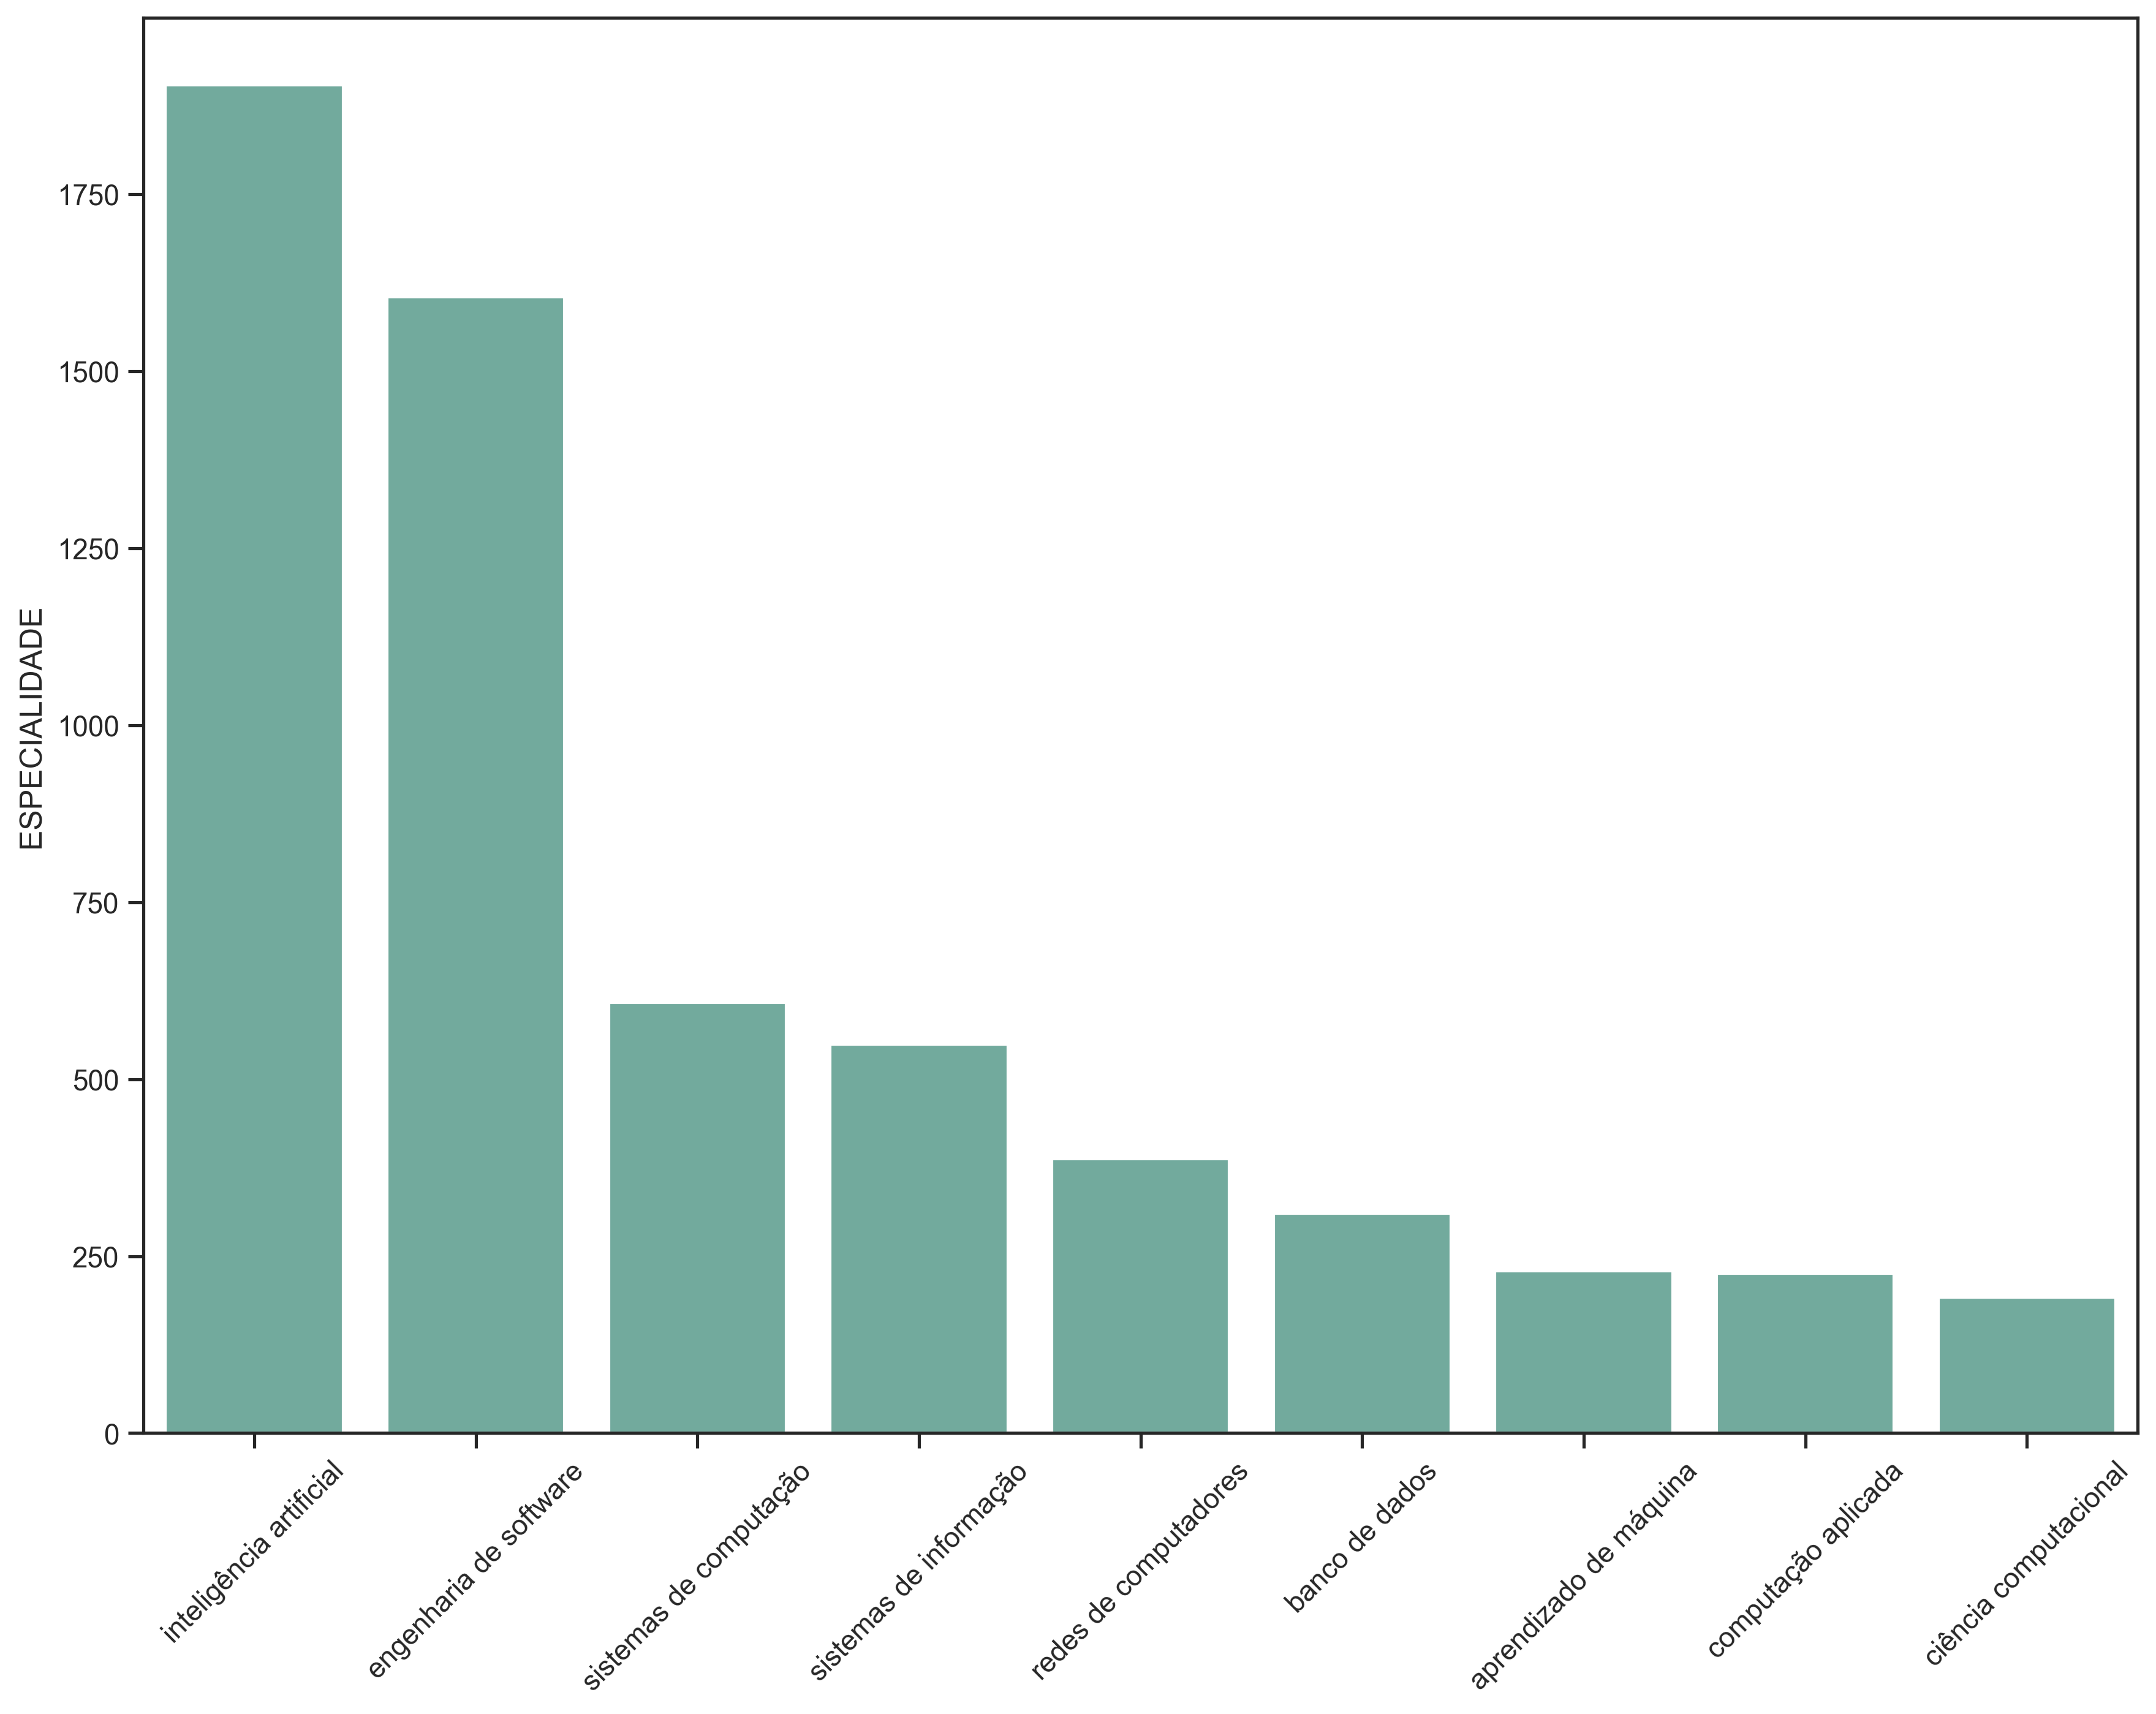 ESPECIALIDADE
1750
1500
1250
1000
750
500
250
0
inteligência artificial
engenharia de software
sistemas de computação
sistemas de informação
redes de computadores
banco de dados
aprendizado de máquina
computação aplicada
ciência computacional